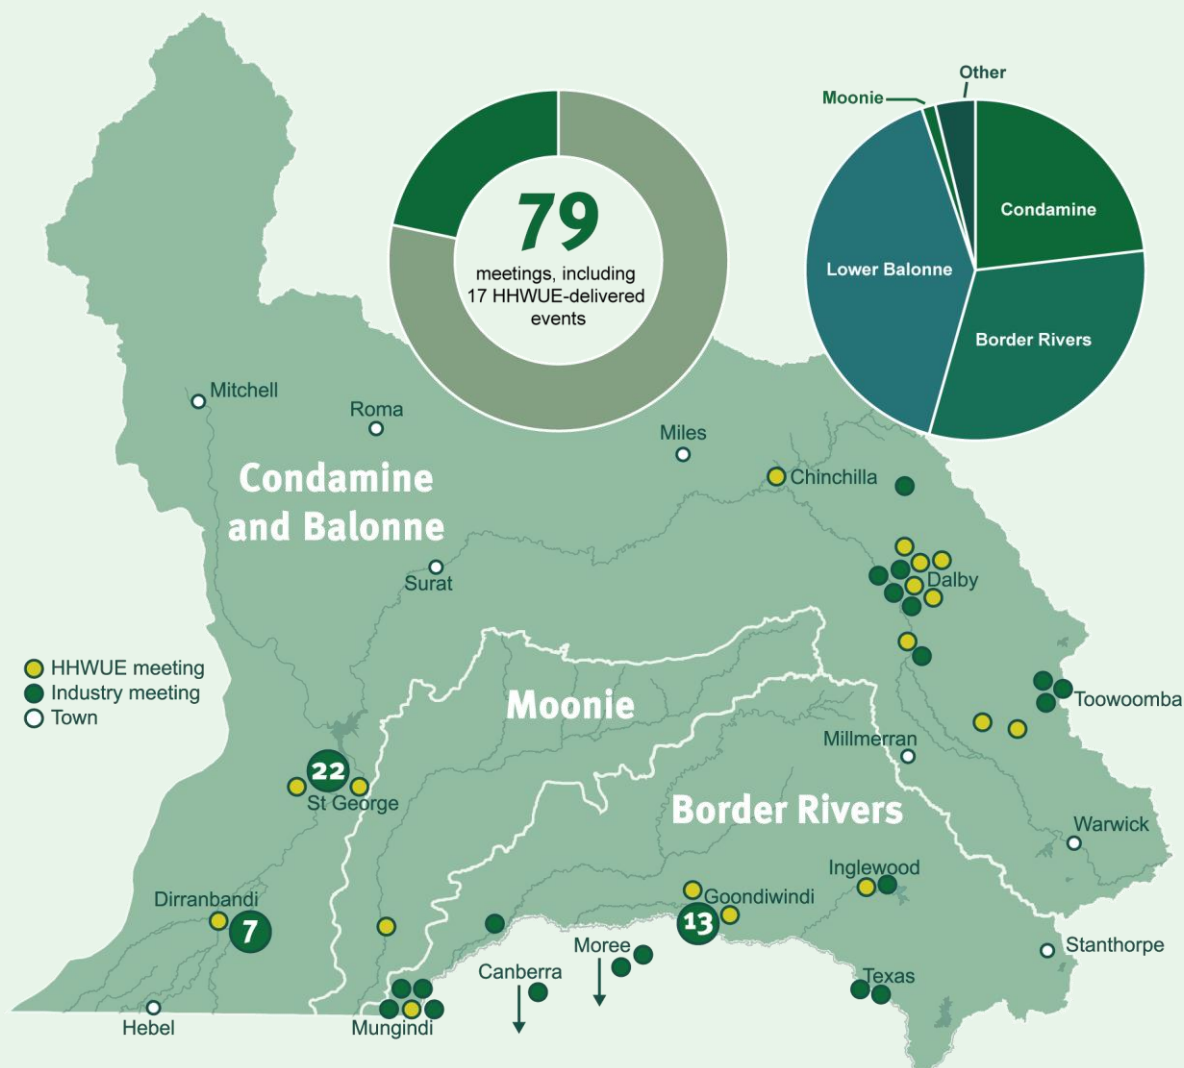 Other
Moonie
79
meetings, including
17 HHWUE-delivered
events
Condamine
Lower Balonne
Border Rivers
Mitchell
Roma
Miles
Condamine
and Balonne
Chinchilla
Surat
Dalby
HHWUE meeting
Industry meeting
Town
Moonie
Toowoomba
Millmerran
22
St George
Border Rivers
Warwick
Inglewood
Dirranbandi
Goondiwindi
7
13
Moree
Stanthorpe
Canberra
Texas
Hebel
Mungindi